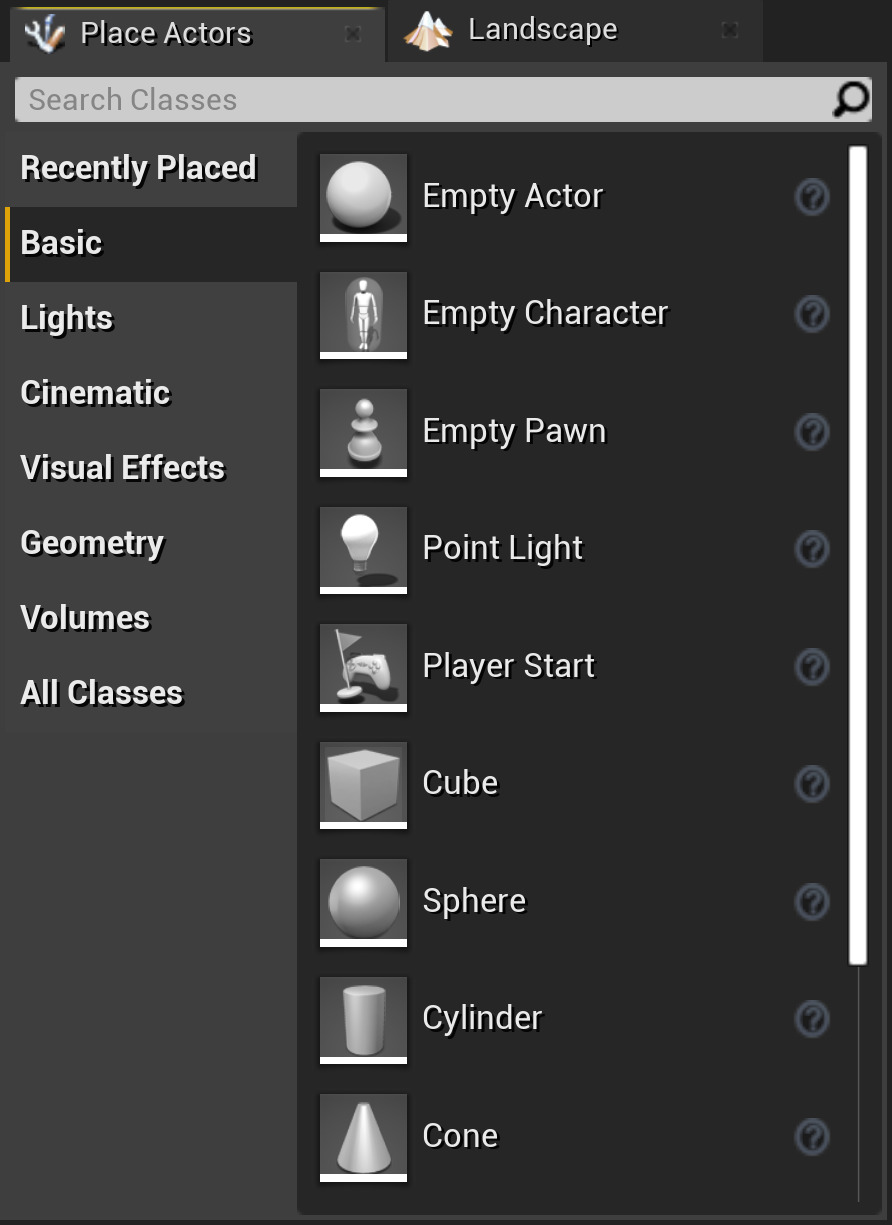 Place Actors
Landscape
Search Classes
Recently Placed
Basic
Lights
Cinematic
Visual Effects
Geometry
Volumes
All Classes
Empty Actor
Empty Character
Empty Pawn
Point Light
Player Start
Cube
Sphere
Cylinder
Cone